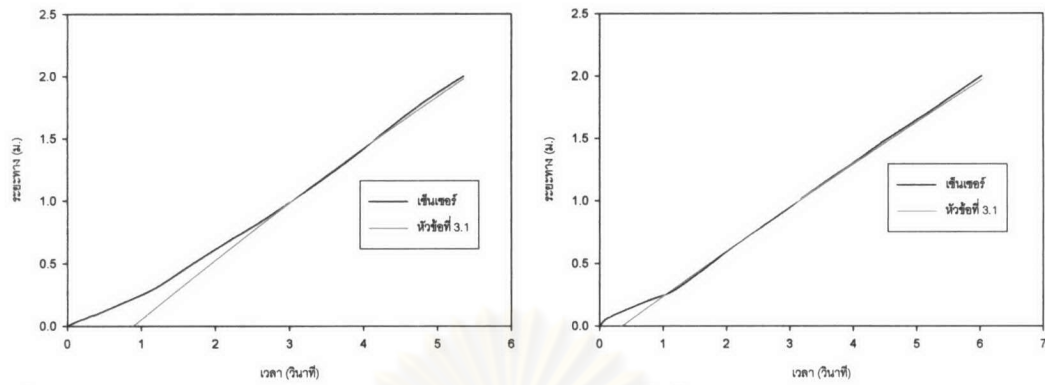 2.5
2.0
1.5
1.0
0.5
0.0
0 1 2 3 4 5 6
ระยะทาง (ม.)
เวลา (วินาที)
เซ็นเซอร์
หัวข้อที่ 3.1
2.5
2.0
1.5
1.0
0.5
0.0
0 1 2 3 4 5 6 7
ระยะทาง (ม.)
เวลา (วินาที)
เซ็นเซอร์
หัวข้อที่ 3.1